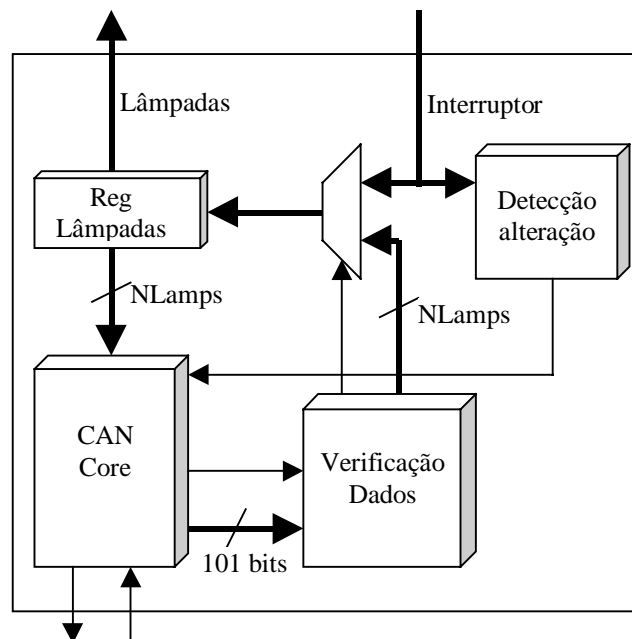 Lâmpadas
Interruptor
Reg
Lâmpadas
Detecção
alteração
NLamps
NLamps
CAN
Core
Verificação
Dados
101 bits